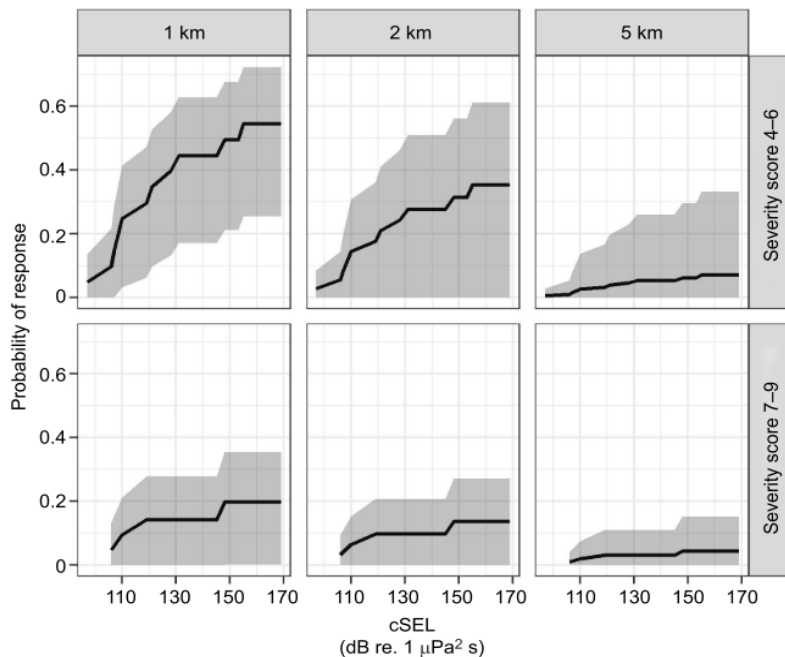 1 km 2 km 5 km
Probability of response
0.6
0.4
0.2
0
Severity score 4–6
0.6
0.4
0.2
0
Severity score 7–9
110 130 150 170 110 130 150 170 110 130 150 170
cSEL
(dB re. 1 μPa² s)